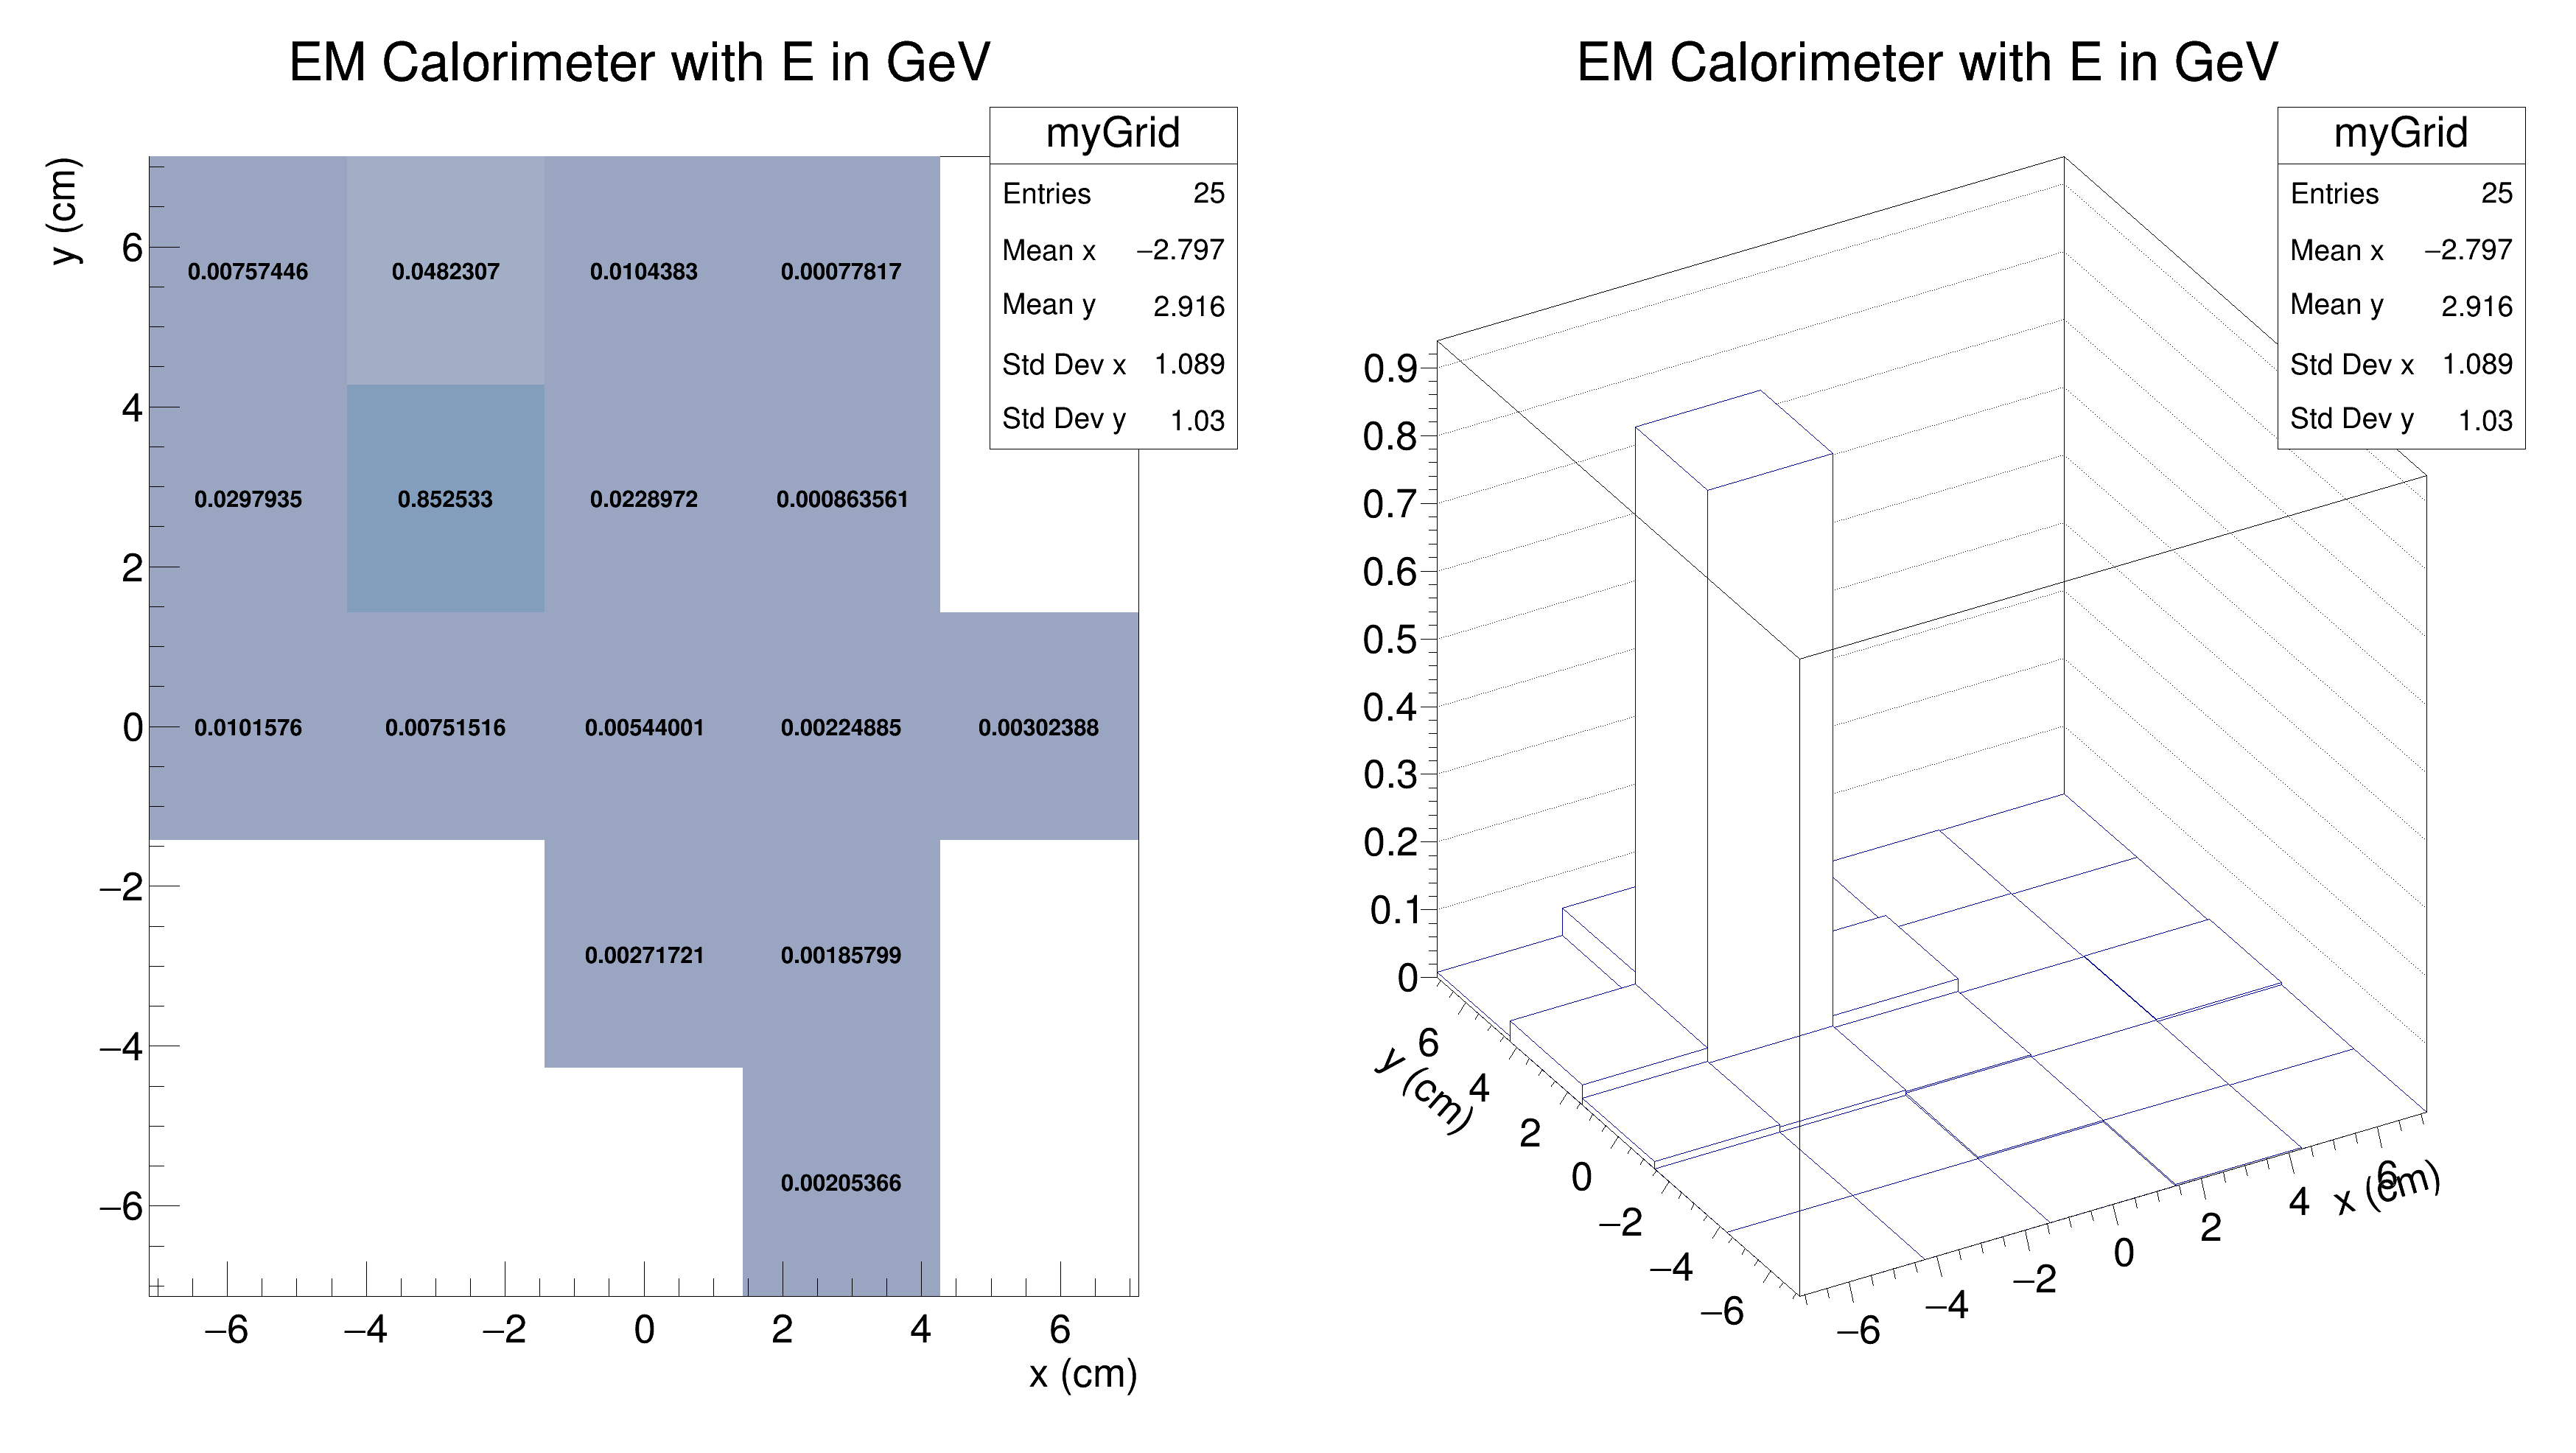 EM Calorimeter with E in GeV
myGrid
Entries 25
Mean x −2.797
Mean y 2.916
Std Dev x 1.089
Std Dev y 1.03
y (cm)
6
4
2
0
−2
−4
−6
0.00757446 0.0482307 0.0104383 0.00077817
0.0297935 0.852533 0.0228972 0.000863561
0.0101576 0.00751516 0.00544001 0.00224885 0.00302388
0.00271721 0.00185799
0.00205366
−6 −4 −2 0 2 4 6
x (cm)
EM Calorimeter with E in GeV
myGrid
Entries 25
Mean x −2.797
Mean y 2.916
Std Dev x 1.089
Std Dev y 1.03
0.9
0.8
0.7
0.6
0.5
0.4
0.3
0.2
0.1
0
y (cm)
6
4
2
0
−2
−4
−6
−6
−4
−2
0
2
4
6
x (cm)